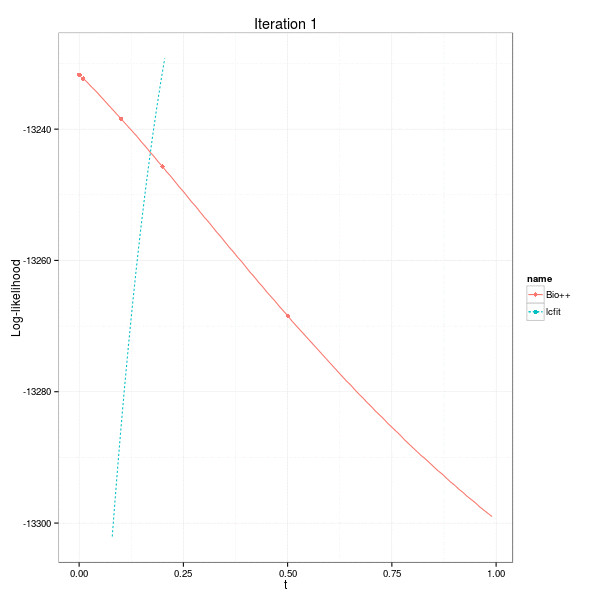 Iteration 1
Log-likelihood
-13240
-13260
-13280
-13300
0.00 0.25 0.50 0.75 1.00
t
name
Bio++
lcfit